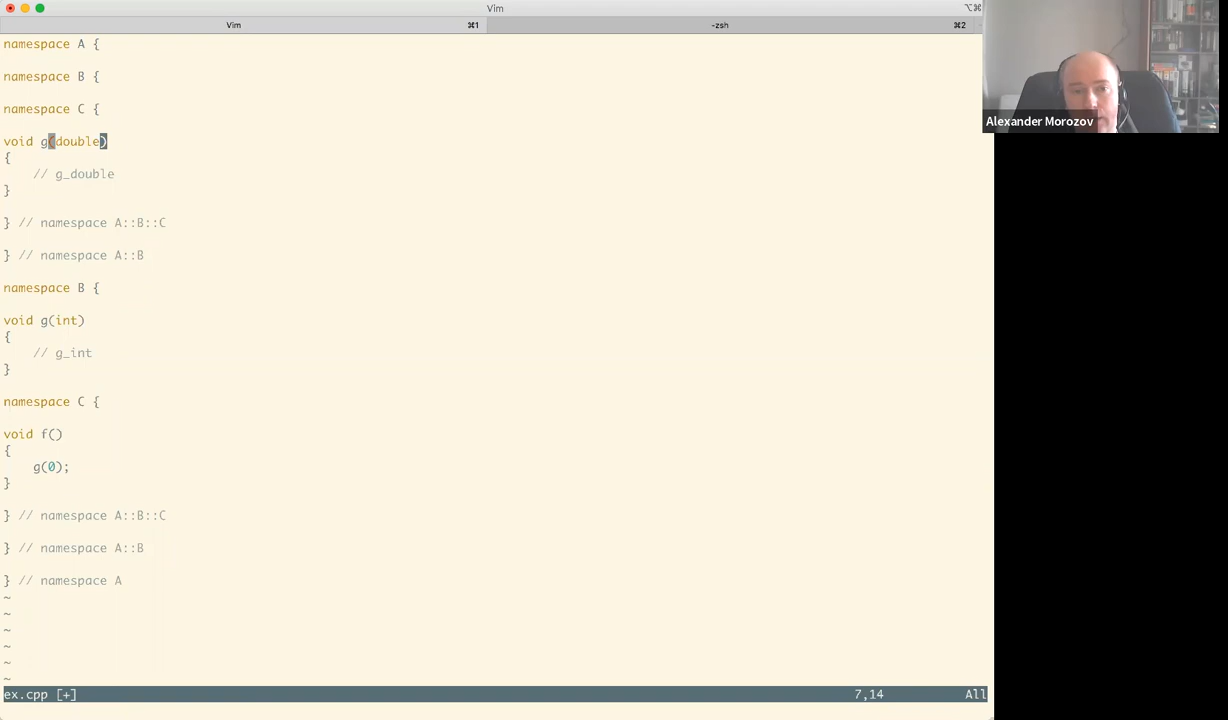 Vim
⌥⌘
Vim ⌘1 -zsh ⌘2
namespace A {
namespace B {
namespace C {
void g(double)
{
// g_double
}
} // namespace A::B::C
} // namespace A::B
namespace B {
void g(int)
{
// g_int
}
namespace C {
void f()
{
g(0);
}
} // namespace A::B::C
} // namespace A::B
} // namespace A
~
~
~
~
~
~
ex.cpp [+] 7,14 All
Alexander Morozov